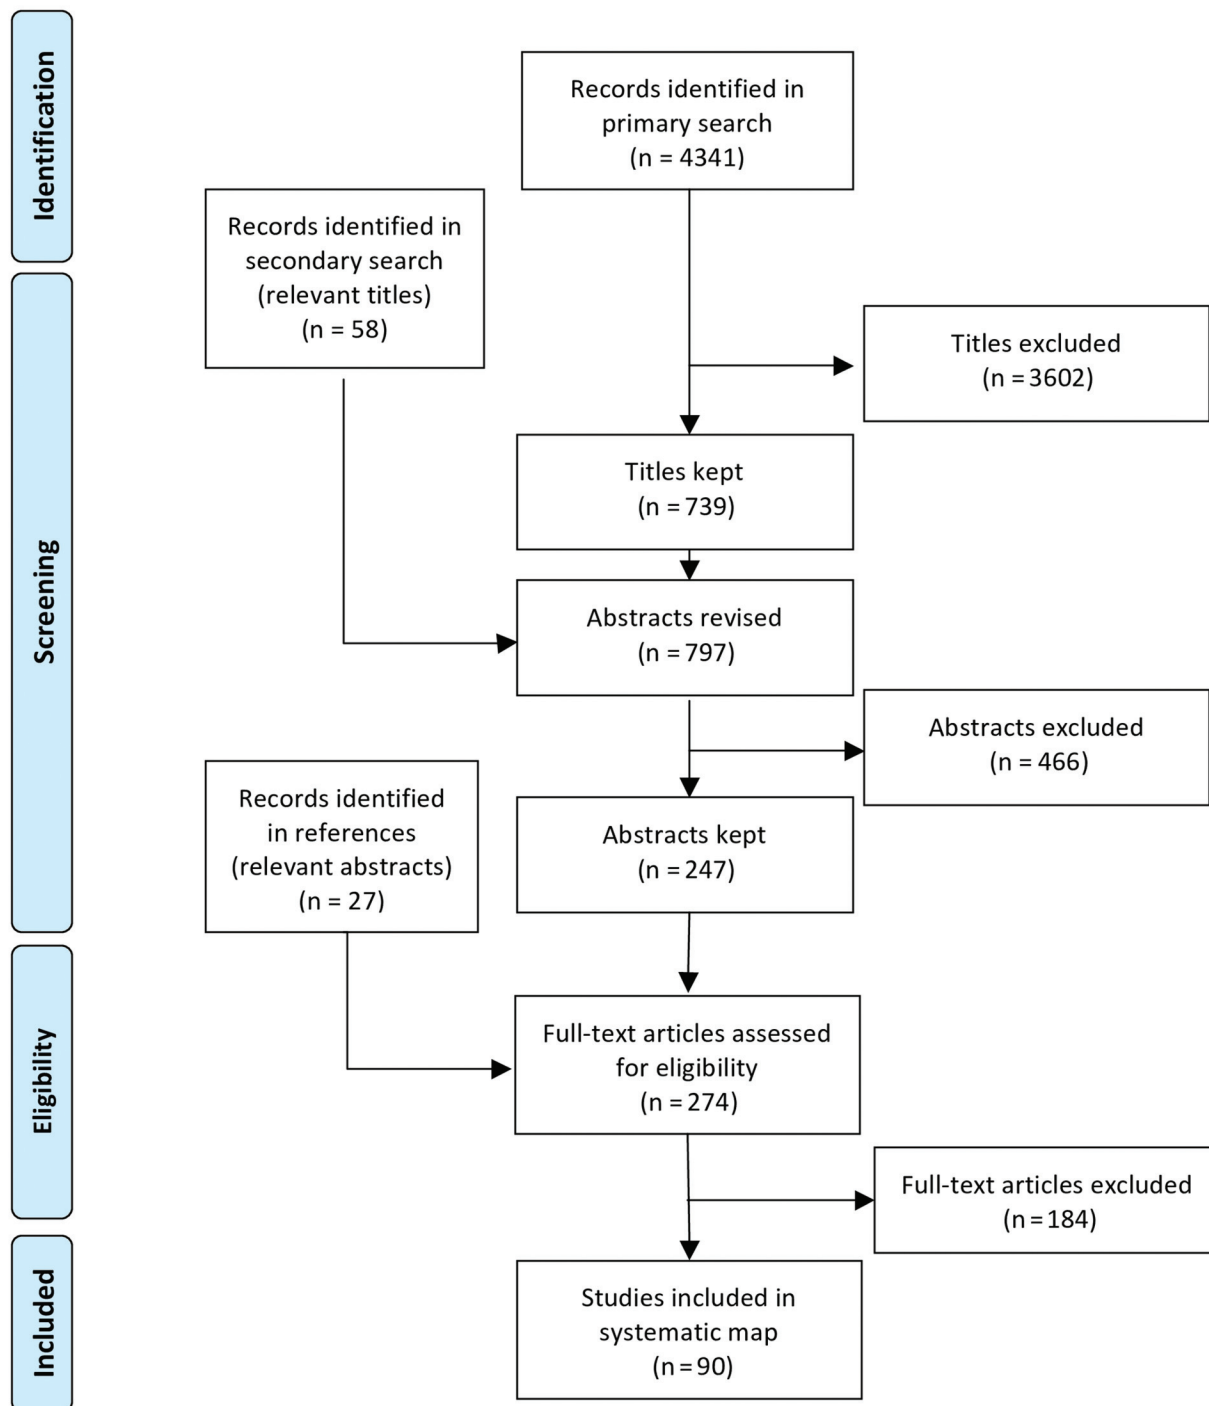 Identification
Records identified in
primary search
(n = 4341)
Records identified in
secondary search
(relevant titles)
(n = 58)
Titles excluded
(n = 3602)
Screening
Titles kept
(n = 739)
Abstracts revised
(n = 797)
Abstracts excluded
(n = 466)
Records identified
in references
(relevant abstracts)
(n = 27)
Abstracts kept
(n = 247)
Eligibility
Full-text articles assessed
for eligibility
(n = 274)
Full-text articles excluded
(n = 184)
Included
Studies included in
systematic map
(n = 90)